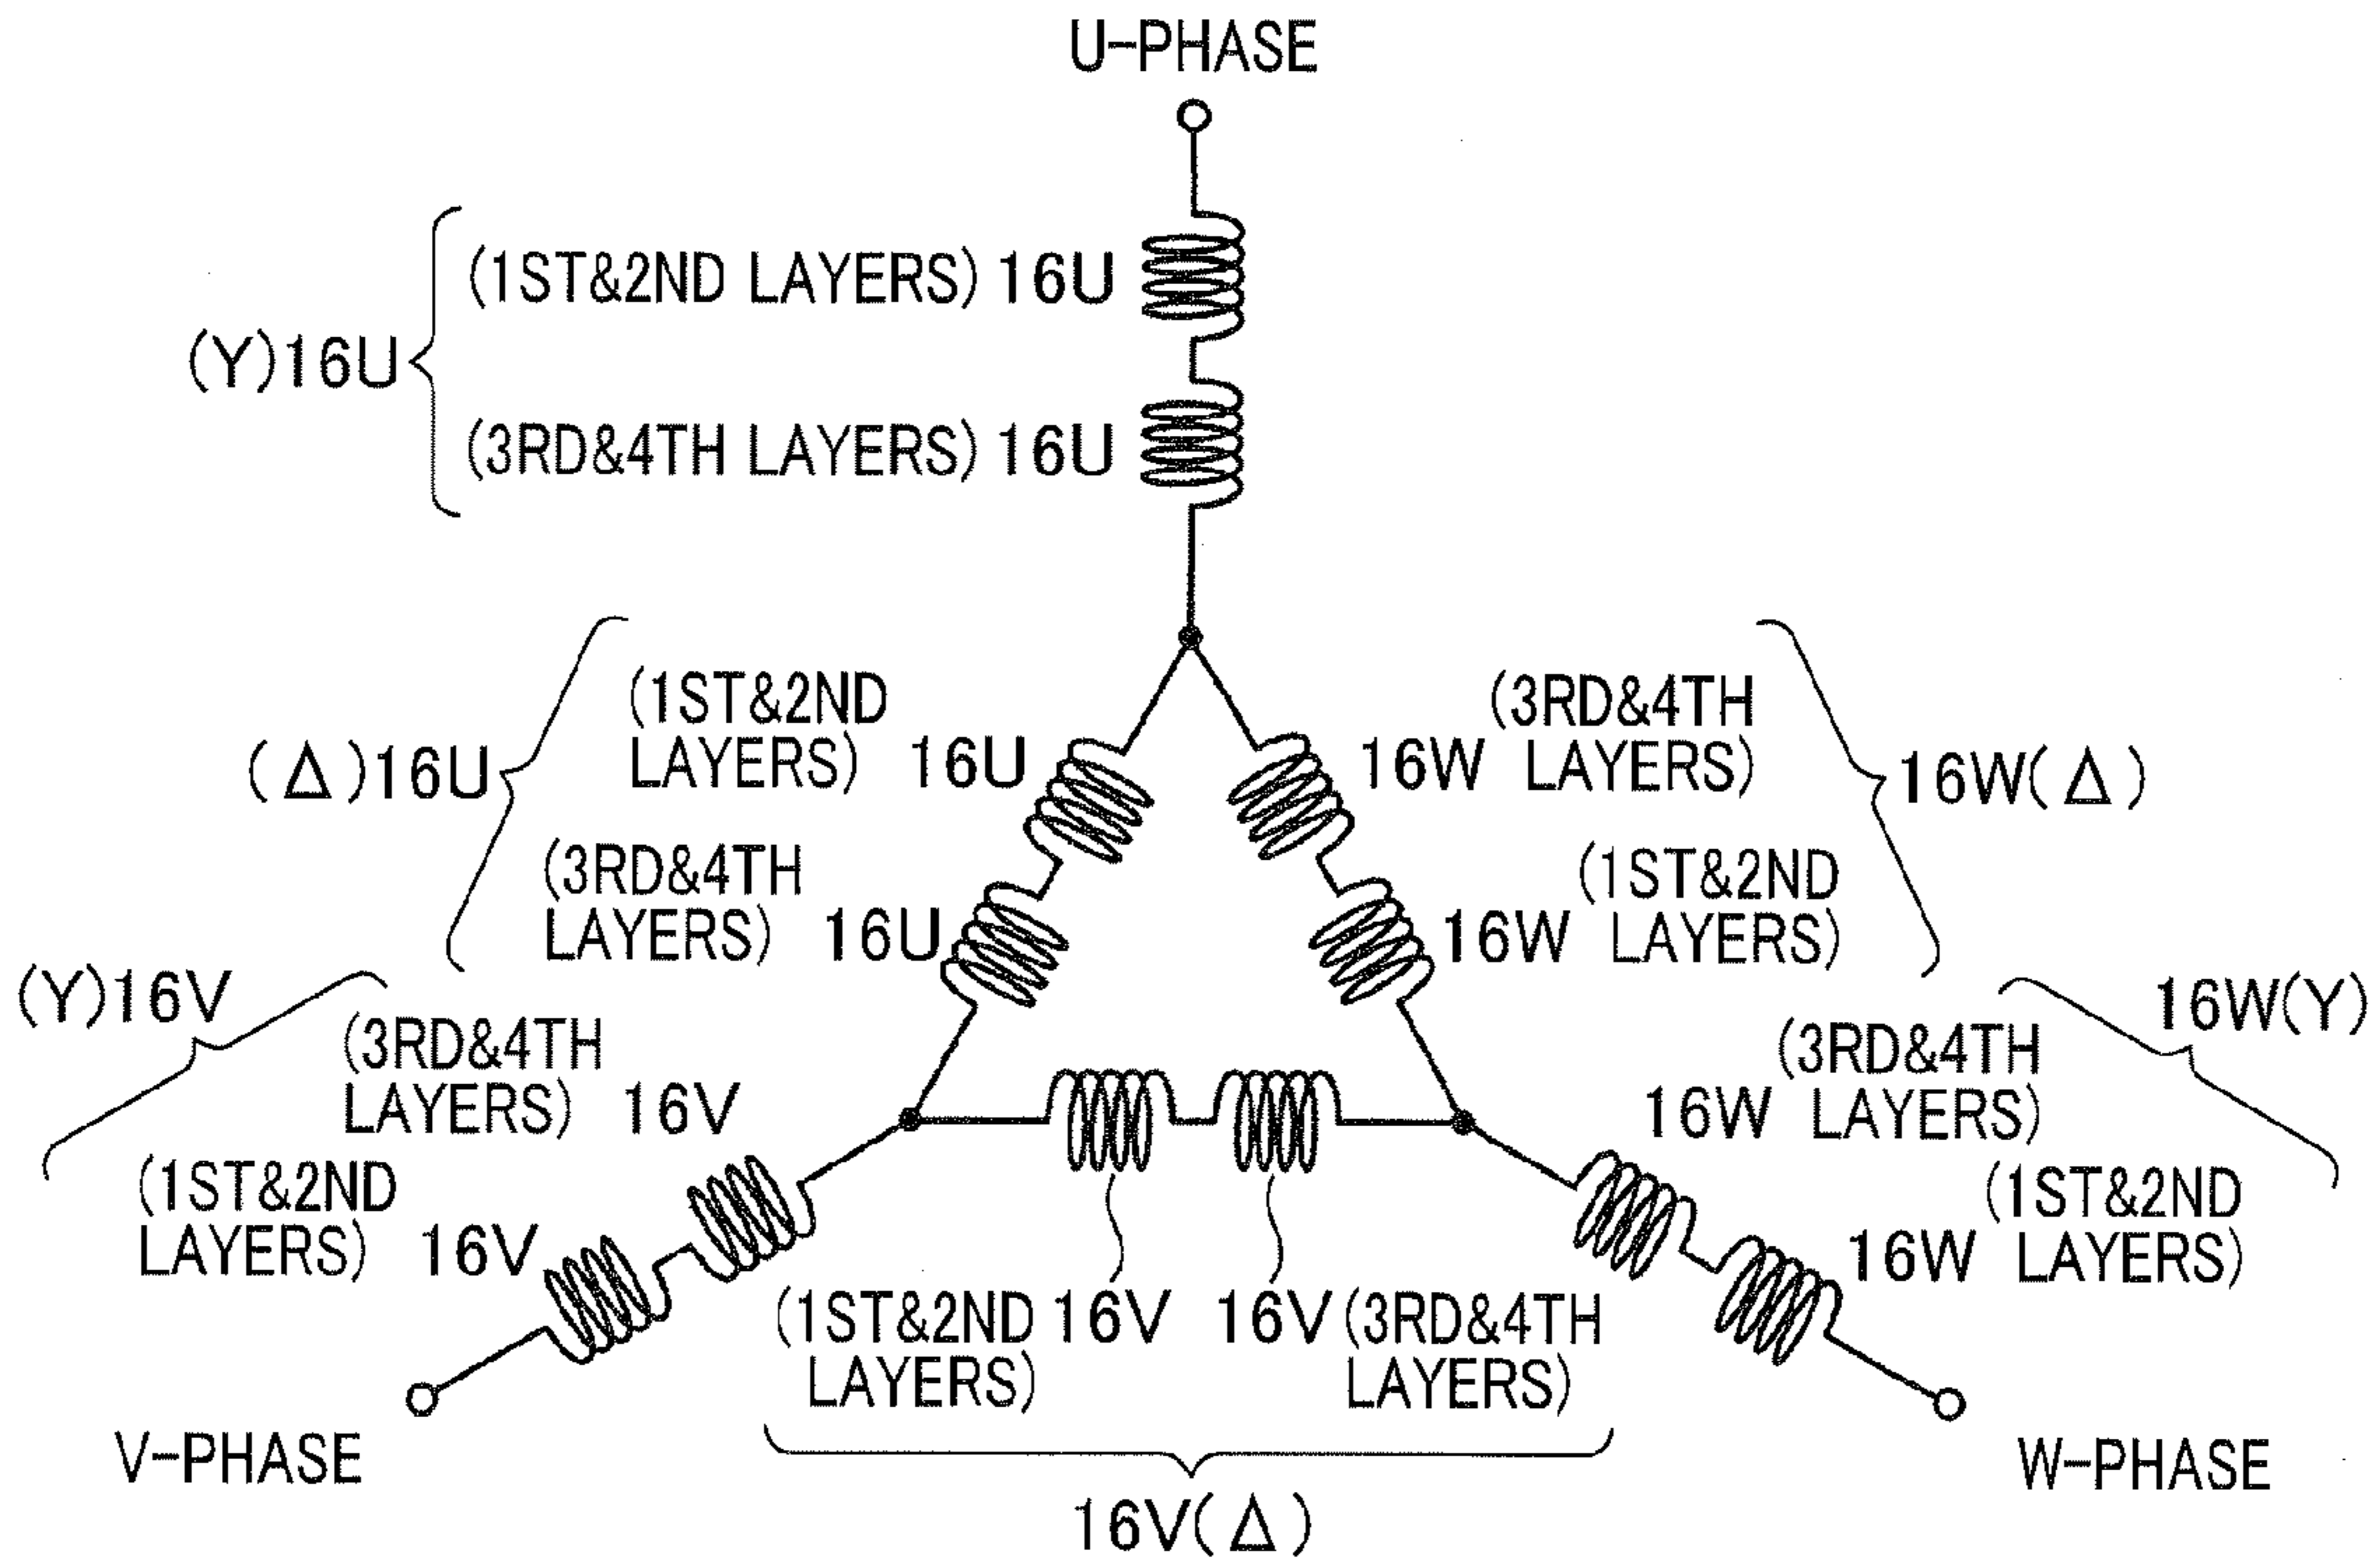 U-PHASE
(1ST&2ND LAYERS) 16U
(Y)16U
(3RD&4TH LAYERS) 16U
(1ST&2ND
LAYERS) 16U
(Δ)16U
(3RD&4TH
LAYERS) 16U
(3RD&4TH
16W LAYERS)
16W(Δ)
(1ST&2ND
16W LAYERS)
(Y)16V
(3RD&4TH
LAYERS) 16V
(1ST&2ND
LAYERS) 16V
16W(Y)
(3RD&4TH
16W LAYERS)
(1ST&2ND
16W LAYERS)
(1ST&2ND 16V 16V (3RD&4TH
LAYERS) LAYERS)
V-PHASE
W-PHASE
16V(Δ)